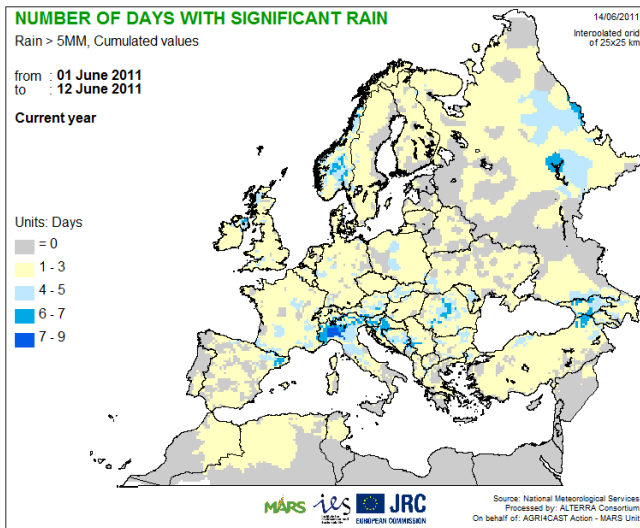 NUMBER OF DAYS WITH SIGNIFICANT RAIN
14/06/2011
Rain > 5MM, Cumulated values
Interpolated grid
of 25x25 km
from : 01 June 2011
to : 12 June 2011
Current year
Units: Days
= 0
1 - 3
4 - 5
6 - 7
7 - 9
MARS
ies
JRC
EUROPEAN COMMISSION
Source: National Meteorological Services
Processed by: ALTERRA Consortium
On behalf of: AGRI4CAST Action - MARS Unit